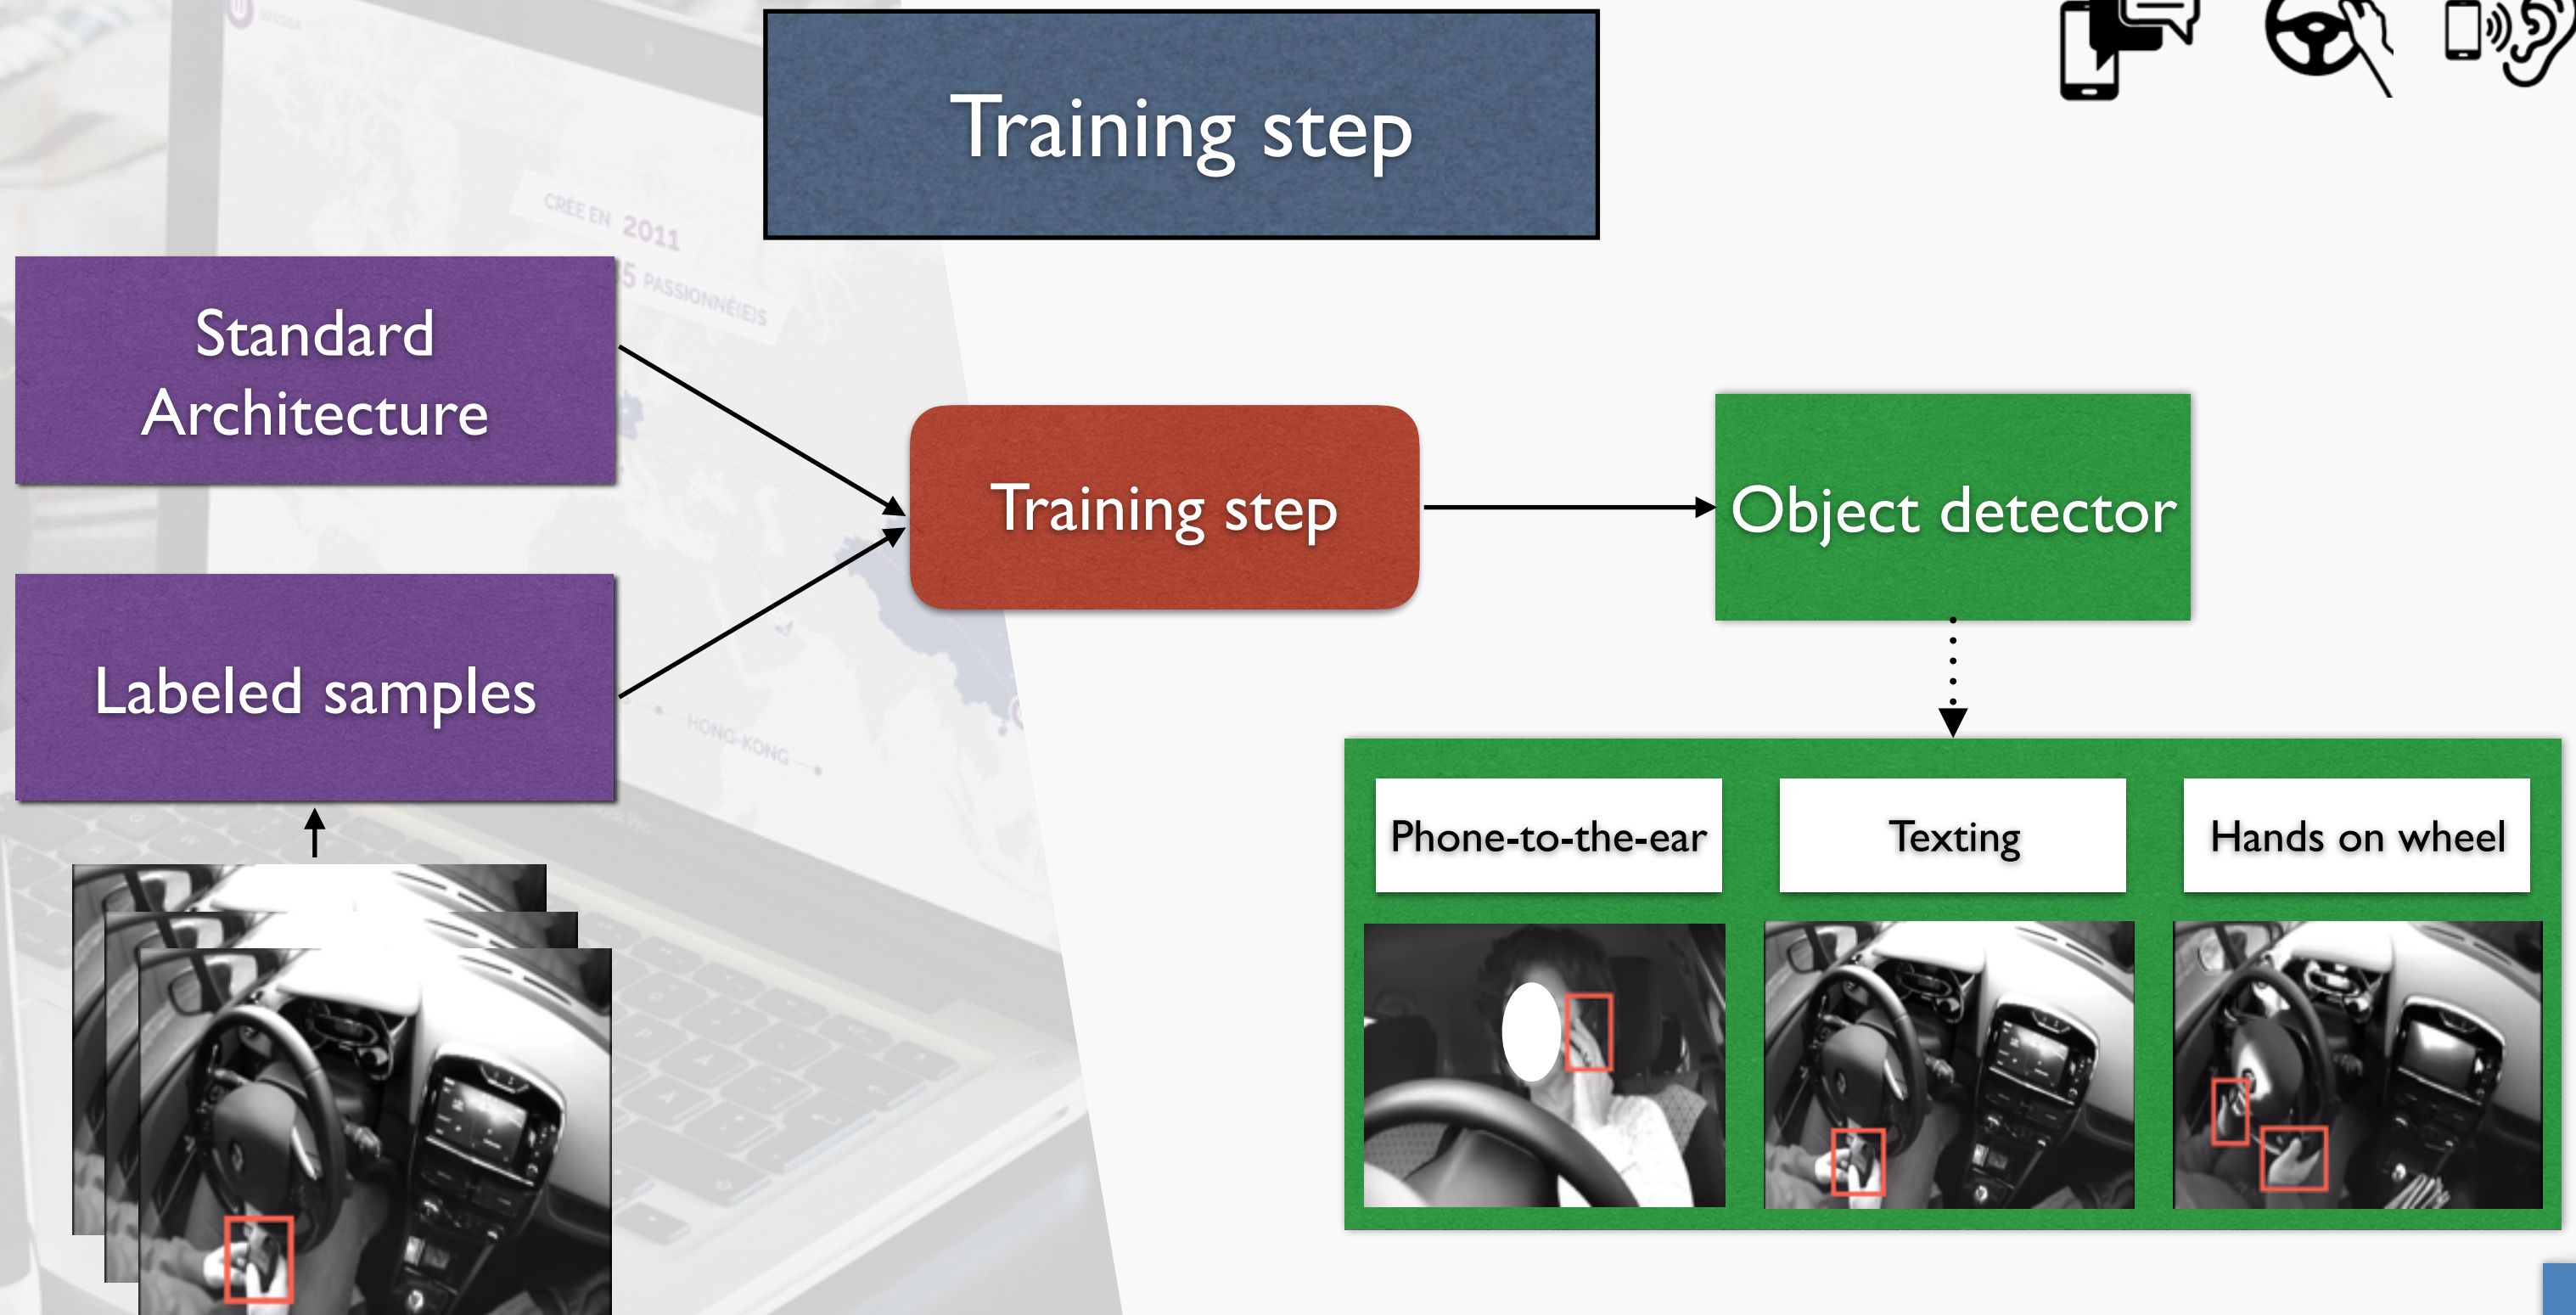 Training step
WAGGA
CRÉE EN 2011
5 PASSIONNÉ(E)S
Standard
Architecture
Training step
Object detector
Labeled samples
HONG-KONG
Phone-to-the-ear
Texting
Hands on wheel